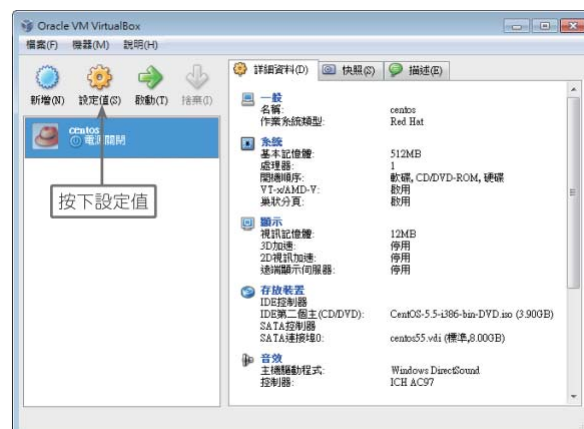 Oracle VM VirtualBox
檔案(F) 機器(M) 說明(H)
新增(N) 設定值(S) 啟動(T) 捨棄(I)
centos
電源關閉
按下設定值
詳細資料(D) 快照(S) 描述(E)
一般
名稱: centos
作業系統類型: Red Hat
系統
基本記憶體: 512MB
處理器: 1
開機順序: 軟碟, CD/DVD-ROM, 硬碟
VT-x/AMD-V: 啟用
巢狀分頁: 啟用
顯示
視訊記憶體: 12MB
3D加速: 停用
2D視訊加速: 停用
遠端顯示伺服器: 停用
存放裝置
IDE控制器
IDE第二個主(CD/DVD): CentOS-5.5-i386-bin-DVD.iso (3.90GB)
SATA控制器
SATA連接埠0: centos55.vdi (標準,8.00GB)
音效
主機驅動程式: Windows DirectSound
控制器: ICH AC97